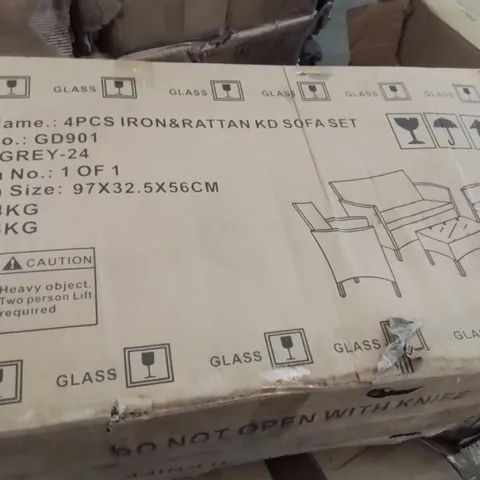 GLASS GLASS GLASS GLASS
ame.: 4PCS IRON&RATTAN KD SOFA SET
o.: GD901
GREY-24
No.: 1 OF 1
Size: 97X32.5X56CM
KG
KG
CAUTION
Heavy object.
Two person Lift
required
GLASS GLASS GLASS GLA
DO NOT OPEN WITH KNIFE